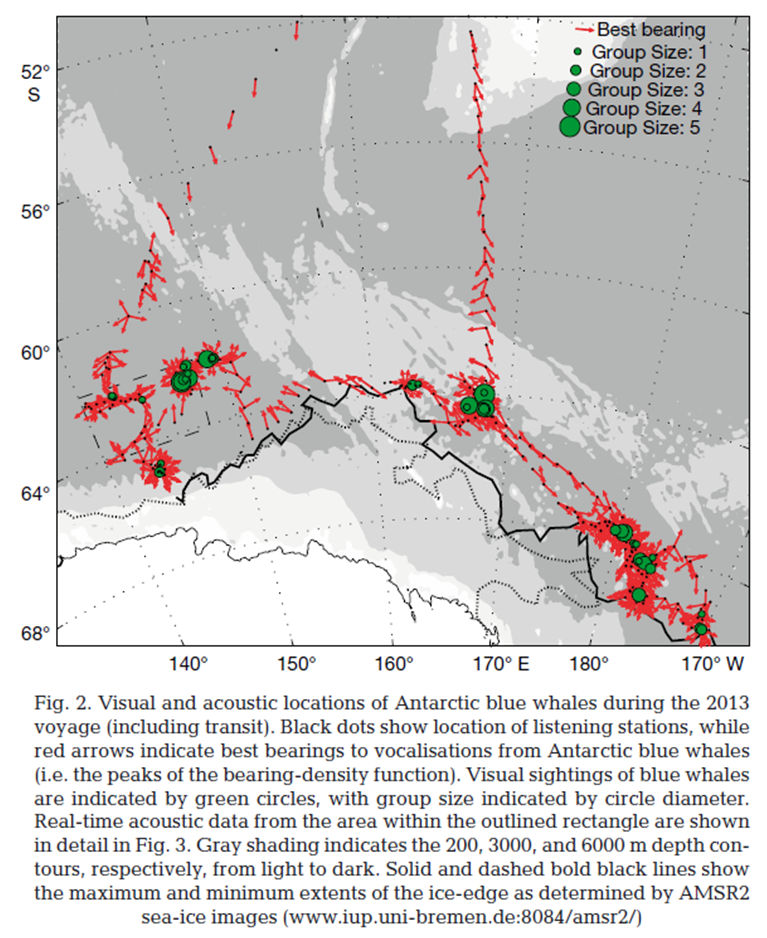 Best bearing
Group Size: 1
Group Size: 2
Group Size: 3
Group Size: 4
Group Size: 5
52°
S
56°
60°
64°
68°
140° 150° 160° 170° E 180° 170° W
Fig. 2. Visual and acoustic locations of Antarctic blue whales during the 2013
voyage (including transit). Black dots show location of listening stations, while
red arrows indicate best bearings to vocalisations from Antarctic blue whales
(i.e. the peaks of the bearing-density function). Visual sightings of blue whales
are indicated by green circles, with group size indicated by circle diameter.
Real-time acoustic data from the area within the outlined rectangle are shown
in detail in Fig. 3. Gray shading indicates the 200, 3000, and 6000 m depth con-
tours, respectively, from light to dark. Solid and dashed bold black lines show
the maximum and minimum extents of the ice-edge as determined by AMSR2
sea-ice images (www.iup.uni-bremen.de:8084/amsr2/)